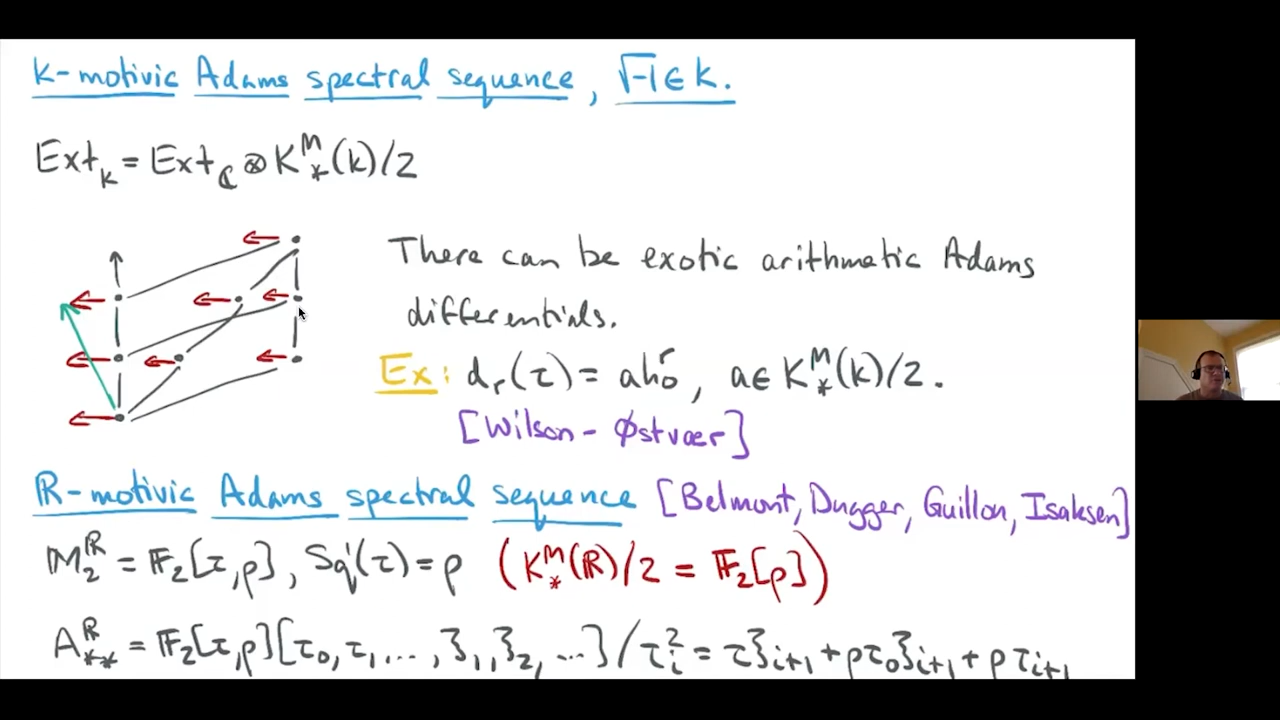 k-motivic Adams spectral sequence, √-1 ∈ k.
Ext_k = Ext_ℂ ⊗ K^M_*(k)/2
There can be exotic arithmatic Adams
differentials.
Ex: d_r(τ) = ah_0^r, a ∈ K^M_*(k)/2.
[Wilson - Østvaer]
ℝ-motivic Adams spectral sequence [Belmont, Dugger, Guillou, Isaksen]
M_2^ℝ = 𝔽_2[τ,ρ], Sq^1(τ) = ρ (K^M_*(ℝ)/2 = 𝔽_2[ρ])
A^ℝ_** = 𝔽_2[τ,ρ][τ_0, τ_1, ..., ξ_1, ξ_2, ...]/τ_i^2 = τξ_{i+1} + ρτ_0ξ_{i+1} + ρτ_{i+1}